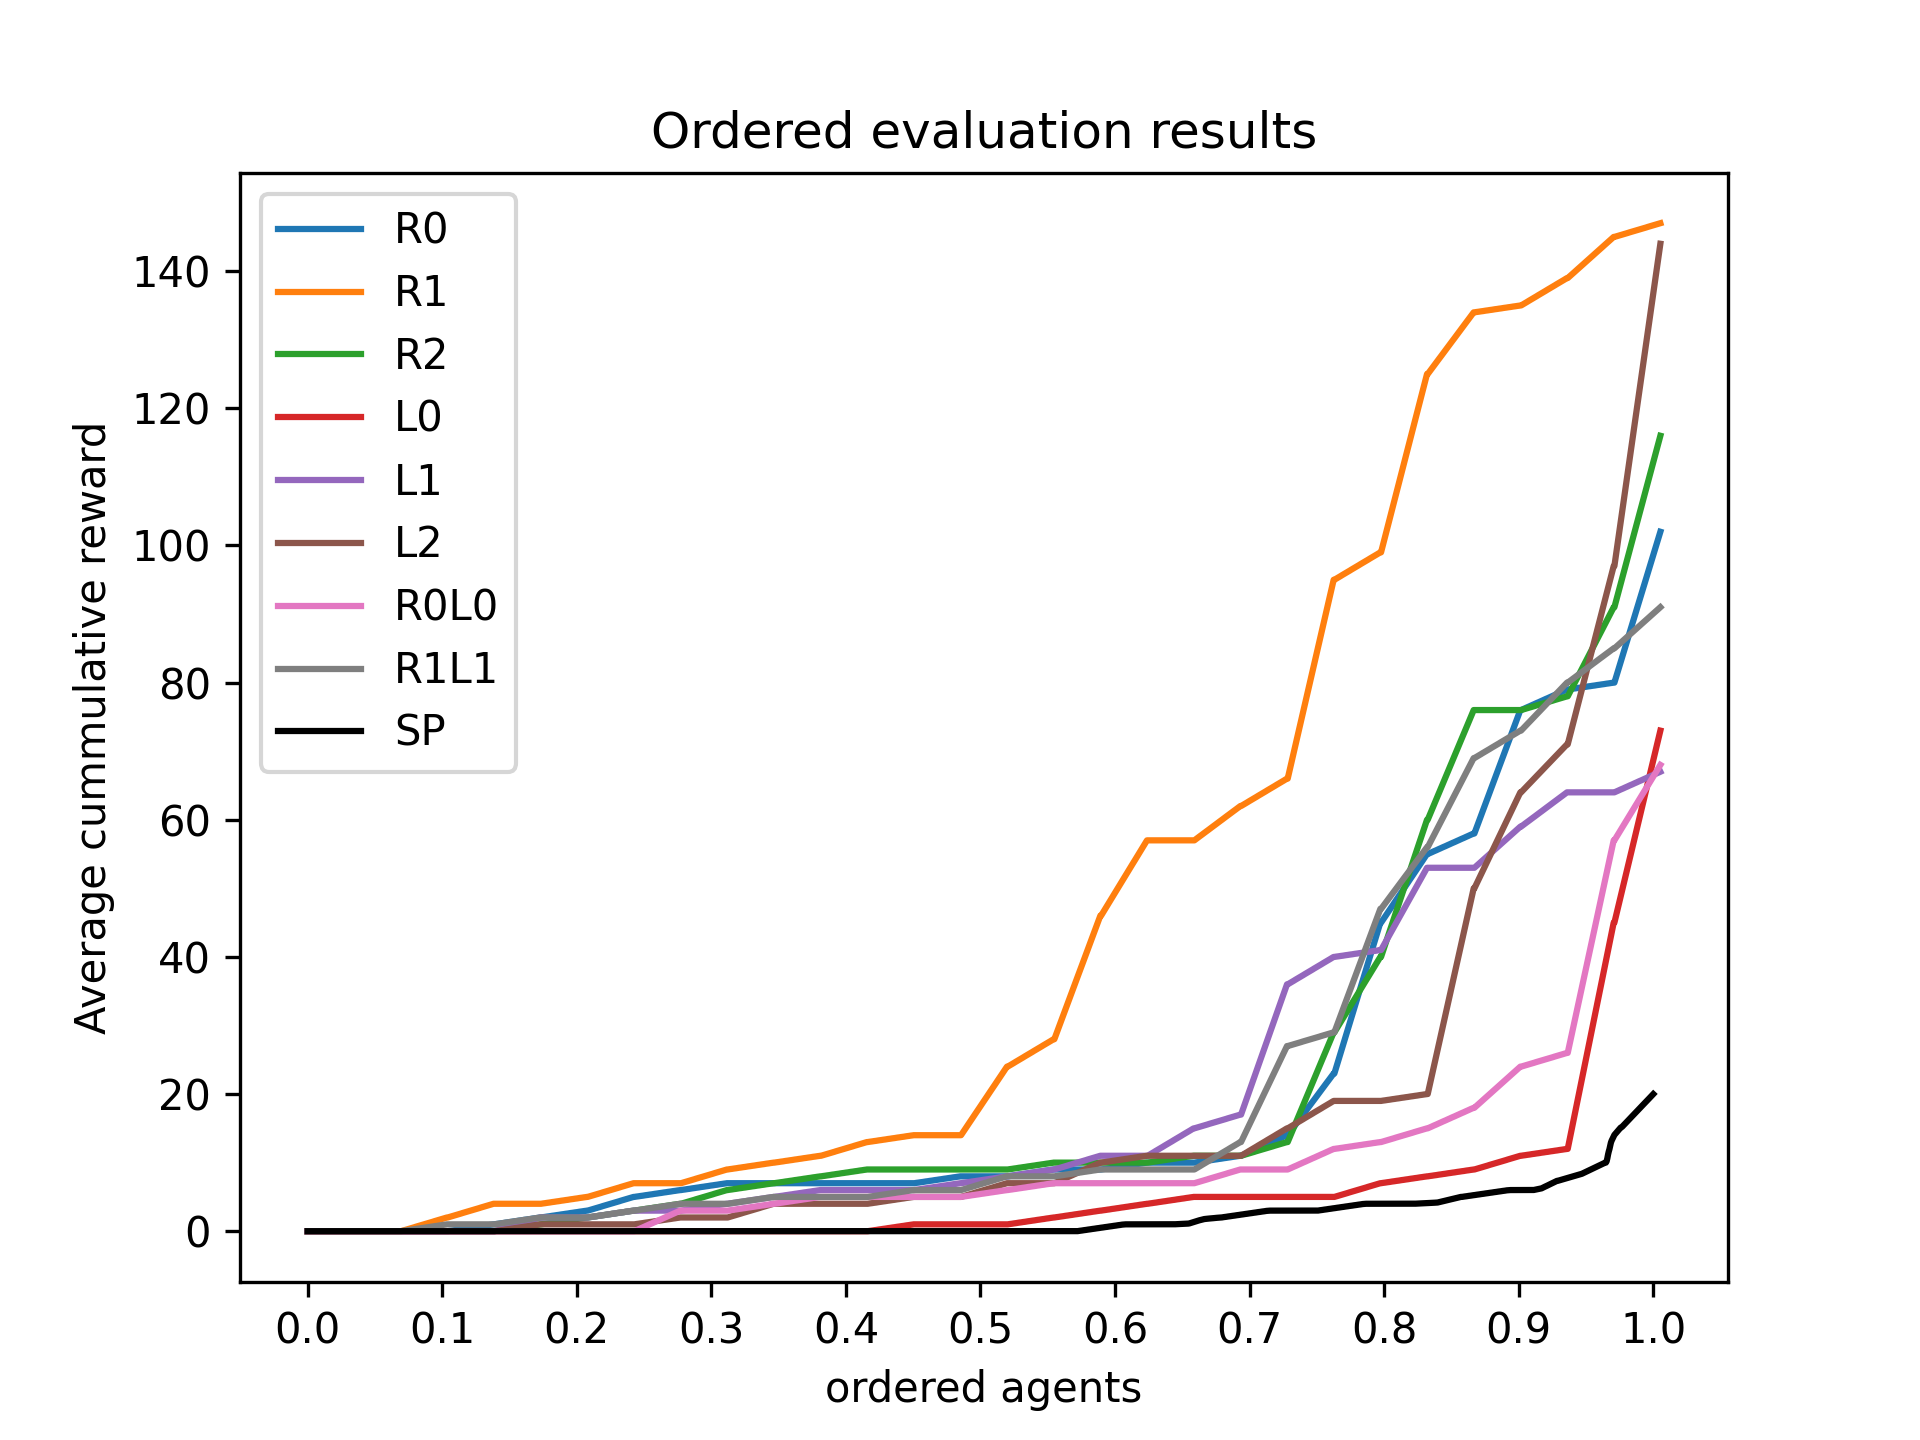 Ordered evaluation results
R0
R1
R2
L0
L1
L2
R0L0
R1L1
SP
140
120
100
80
60
40
20
0
Average cummulative reward
0.0 0.1 0.2 0.3 0.4 0.5 0.6 0.7 0.8 0.9 1.0
ordered agents